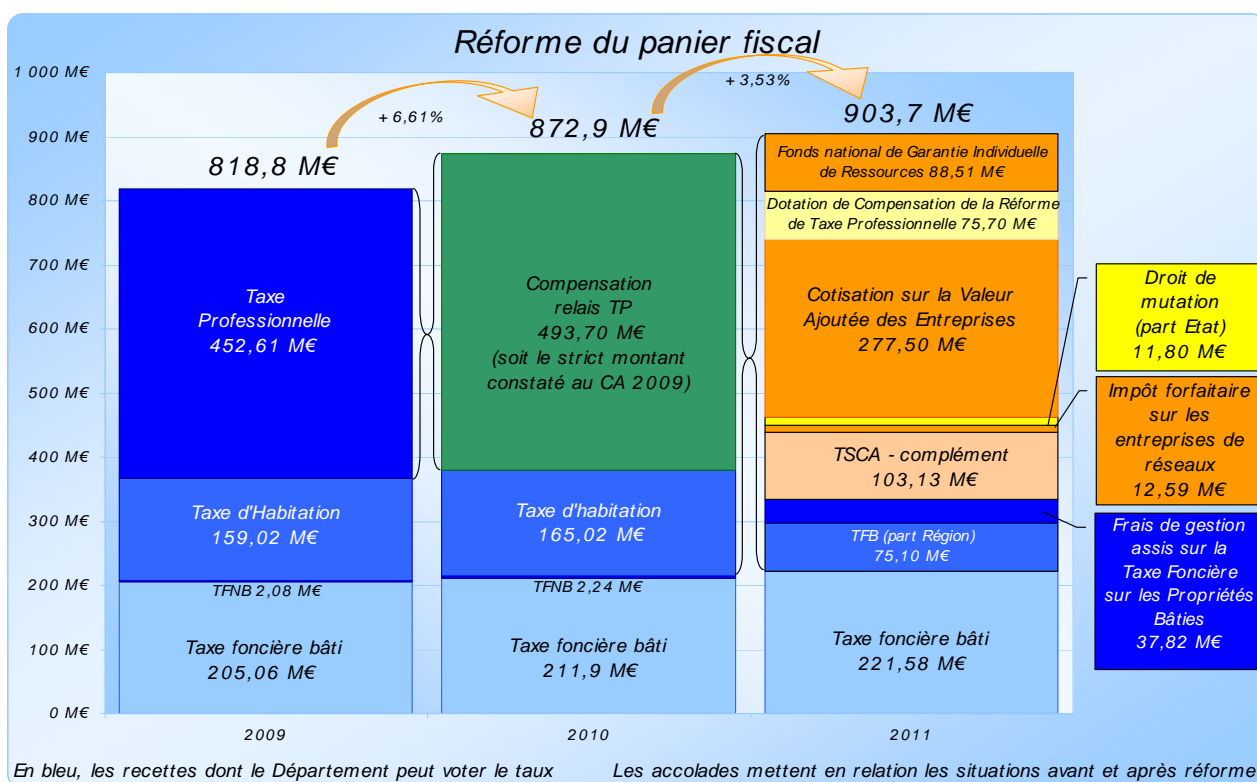 Réforme du panier fiscal
1 000 M€
900 M€
800 M€
700 M€
600 M€
500 M€
400 M€
300 M€
200 M€
100 M€
0 M€
+ 6,61%
+ 3,53%
818,8 M€
Taxe
Professionnelle
452,61 M€
Taxe d'Habitation
159,02 M€
TFNB 2,08 M€
Taxe foncière bâti
205,06 M€
2009
872,9 M€
Compensation
relais TP
493,70 M€
(soit le strict montant
constaté au CA 2009)
Taxe d'habitation
165,02 M€
TFNB 2,24 M€
Taxe foncière bâti
211,9 M€
2010
903,7 M€
Fonds national de Garantie Individuelle
de Ressources 88,51 M€
Dotation de Compensation de la Réforme
de Taxe Professionnelle 75,70 M€
Cotisation sur la Valeur
Ajoutée des Entreprises
277,50 M€
TSCA - complément
103,13 M€
TFB (part Région)
75,10 M€
Taxe foncière bâti
221,58 M€
2011
Droit de
mutation
(part Etat)
11,80 M€
Impôt forfaitaire
sur les
entreprises de
réseaux
12,59 M€
Frais de gestion
assis sur la
Taxe Foncière
sur les Propriétés
Bâties
37,82 M€
En bleu, les recettes dont le Département peut voter le taux
Les accolades mettent en relation les situations avant et après réforme